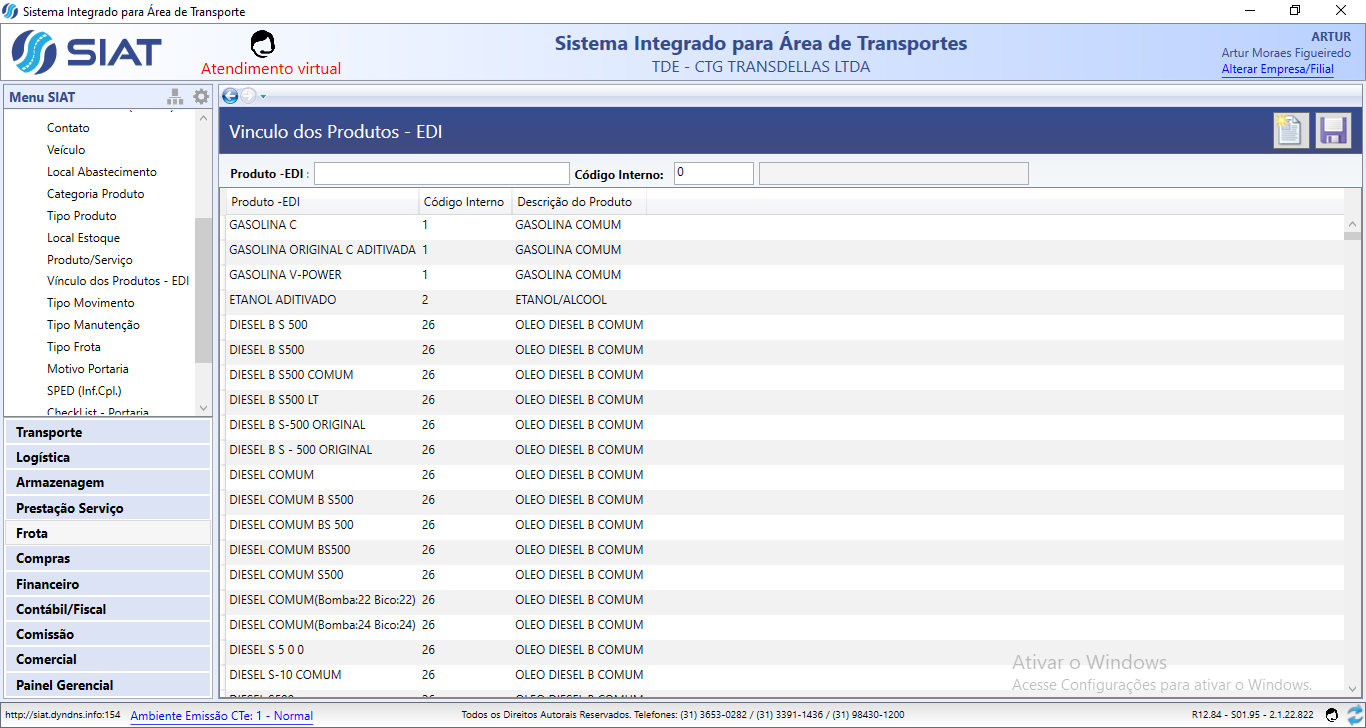 Sistema Integrado para Área de Transporte
SIAT
Atendimento virtual
Sistema Integrado para Área de Transportes
TDE - CTG TRANSDELLAS LTDA
ARTUR
Artur Moraes Figueiredo
Alterar Empresa/Filial
Menu SIAT
Contato
Veículo
Local Abastecimento
Categoria Produto
Tipo Produto
Local Estoque
Produto/Serviço
Vínculo dos Produtos - EDI
Tipo Movimento
Tipo Manutenção
Tipo Frota
Motivo Portaria
SPED (Inf.Cpl.)
CheckList - Portaria
Transporte
Logística
Armazenagem
Prestação Serviço
Frota
Compras
Financeiro
Contábil/Fiscal
Comissão
Comercial
Painel Gerencial
Vinculo dos Produtos - EDI
Produto -EDI : Código Interno: 0
Produto -EDI Código Interno Descrição do Produto
GASOLINA C 1 GASOLINA COMUM
GASOLINA ORIGINAL C ADITIVADA 1 GASOLINA COMUM
GASOLINA V-POWER 1 GASOLINA COMUM
ETANOL ADITIVADO 2 ETANOL/ALCOOL
DIESEL B S 500 26 OLEO DIESEL B COMUM
DIESEL B S500 26 OLEO DIESEL B COMUM
DIESEL B S500 COMUM 26 OLEO DIESEL B COMUM
DIESEL B S500 LT 26 OLEO DIESEL B COMUM
DIESEL B S-500 ORIGINAL 26 OLEO DIESEL B COMUM
DIESEL B S - 500 ORIGINAL 26 OLEO DIESEL B COMUM
DIESEL COMUM 26 OLEO DIESEL B COMUM
DIESEL COMUM B S500 26 OLEO DIESEL B COMUM
DIESEL COMUM BS 500 26 OLEO DIESEL B COMUM
DIESEL COMUM BS500 26 OLEO DIESEL B COMUM
DIESEL COMUM S500 26 OLEO DIESEL B COMUM
DIESEL COMUM(Bomba:22 Bico:22) 26 OLEO DIESEL B COMUM
DIESEL COMUM(Bomba:24 Bico:24) 26 OLEO DIESEL B COMUM
DIESEL S 5 0 0 26 OLEO DIESEL B COMUM
DIESEL S-10 COMUM 26 OLEO DIESEL B COMUM
DIESEL S500 26 OLEO DIESEL B COMUM
Ativar o Windows
Acesse Configurações para ativar o Windows.
http://siat.dyndns.info:154 Ambiente Emissão CTe: 1 - Normal Todos os Direitos Autorais Reservados. Telefones: (31) 3653-0282 / (31) 3391-1436 / (31) 98430-1200 R12.84 - S01.95 - 2.1.22.822